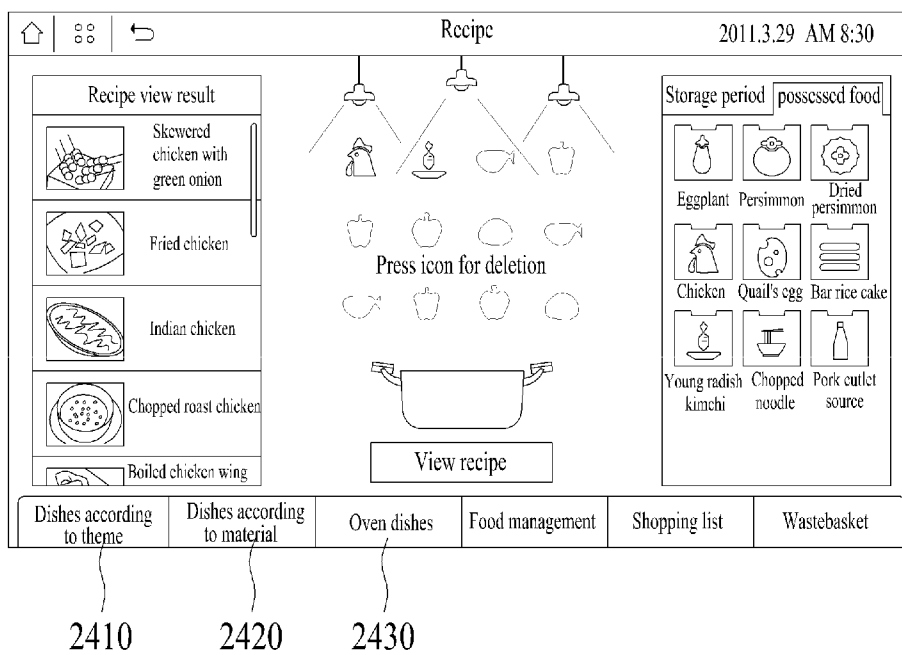 Recipe
2011.3.29 AM 8:30
Recipe view result
Skewered
chicken with
green onion
Fried chicken
Indian chicken
Chopped roast chicken
Boiled chicken wing
Press icon for deletion
View recipe
Storage period
possessed food
Eggplant
Persimmon
Dried
persimmon
Chicken
Quail's egg
Bar rice cake
Young radish
kimchi
Chopped
noodle
Pork cutlet
source
Dishes according
to theme
Dishes according
to material
Oven dishes
Food management
Shopping list
Wastebasket
2410
2420
2430